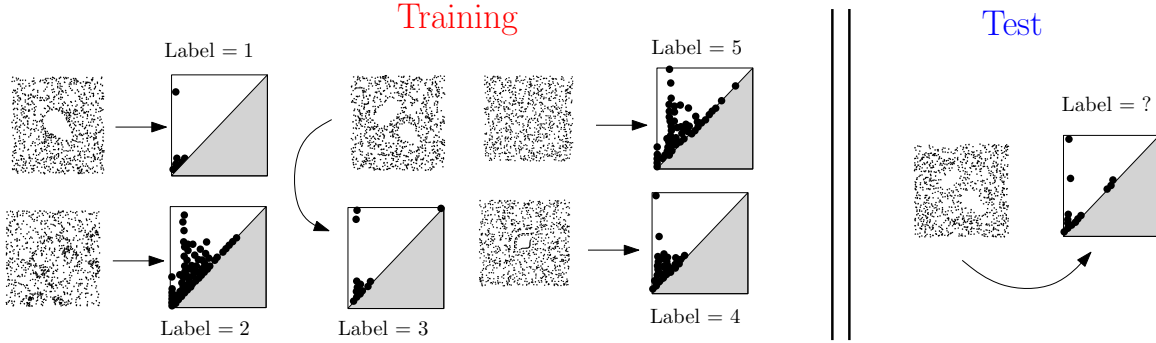 Training
Test
Label = 1
Label = 5
Label = ?
Label = 2
Label = 3
Label = 4